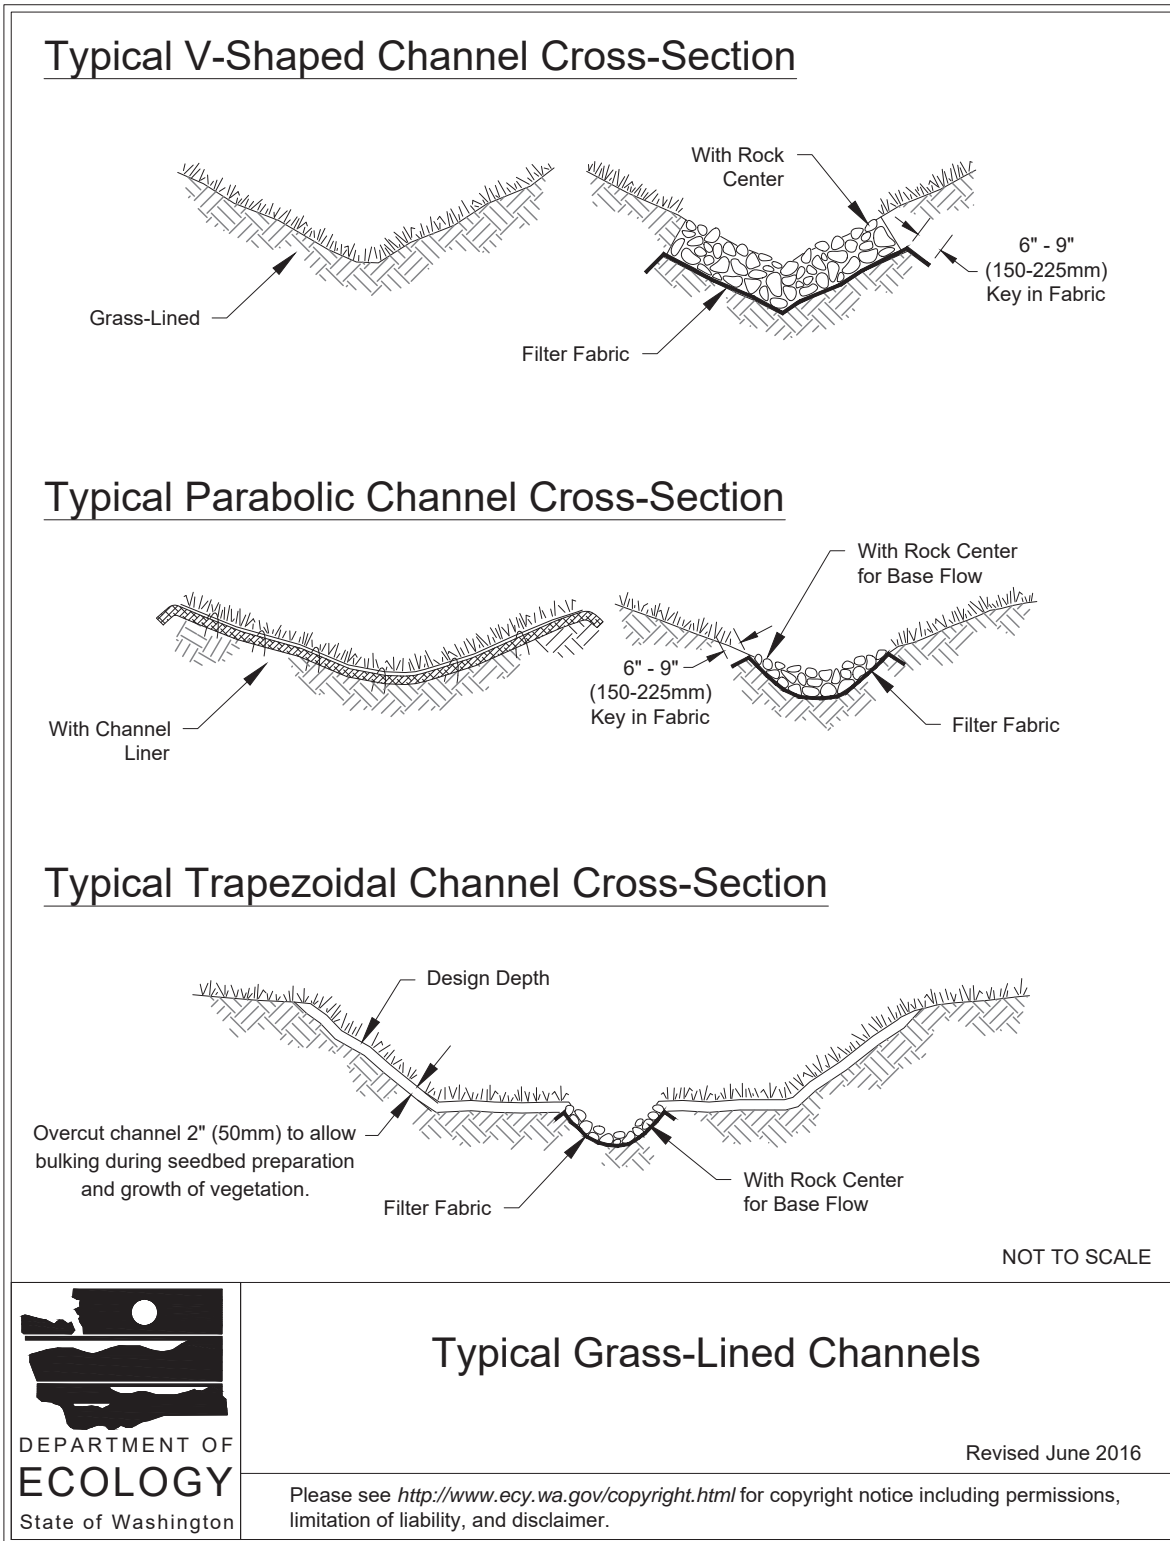 Typical V-Shaped Channel Cross-Section
With Rock
Center
6" - 9"
(150-225mm)
Key in Fabric
Grass-Lined
Filter Fabric
Typical Parabolic Channel Cross-Section
With Rock Center
for Base Flow
6" - 9"
(150-225mm)
Key in Fabric
With Channel
Liner
Filter Fabric
Typical Trapezoidal Channel Cross-Section
Design Depth
Overcut channel 2" (50mm) to allow
bulking during seedbed preparation
and growth of vegetation.
Filter Fabric
With Rock Center
for Base Flow
NOT TO SCALE
Typical Grass-Lined Channels
DEPARTMENT OF
ECOLOGY
State of Washington
Revised June 2016
Please see http://www.ecy.wa.gov/copyright.html for copyright notice including permissions,
limitation of liability, and disclaimer.